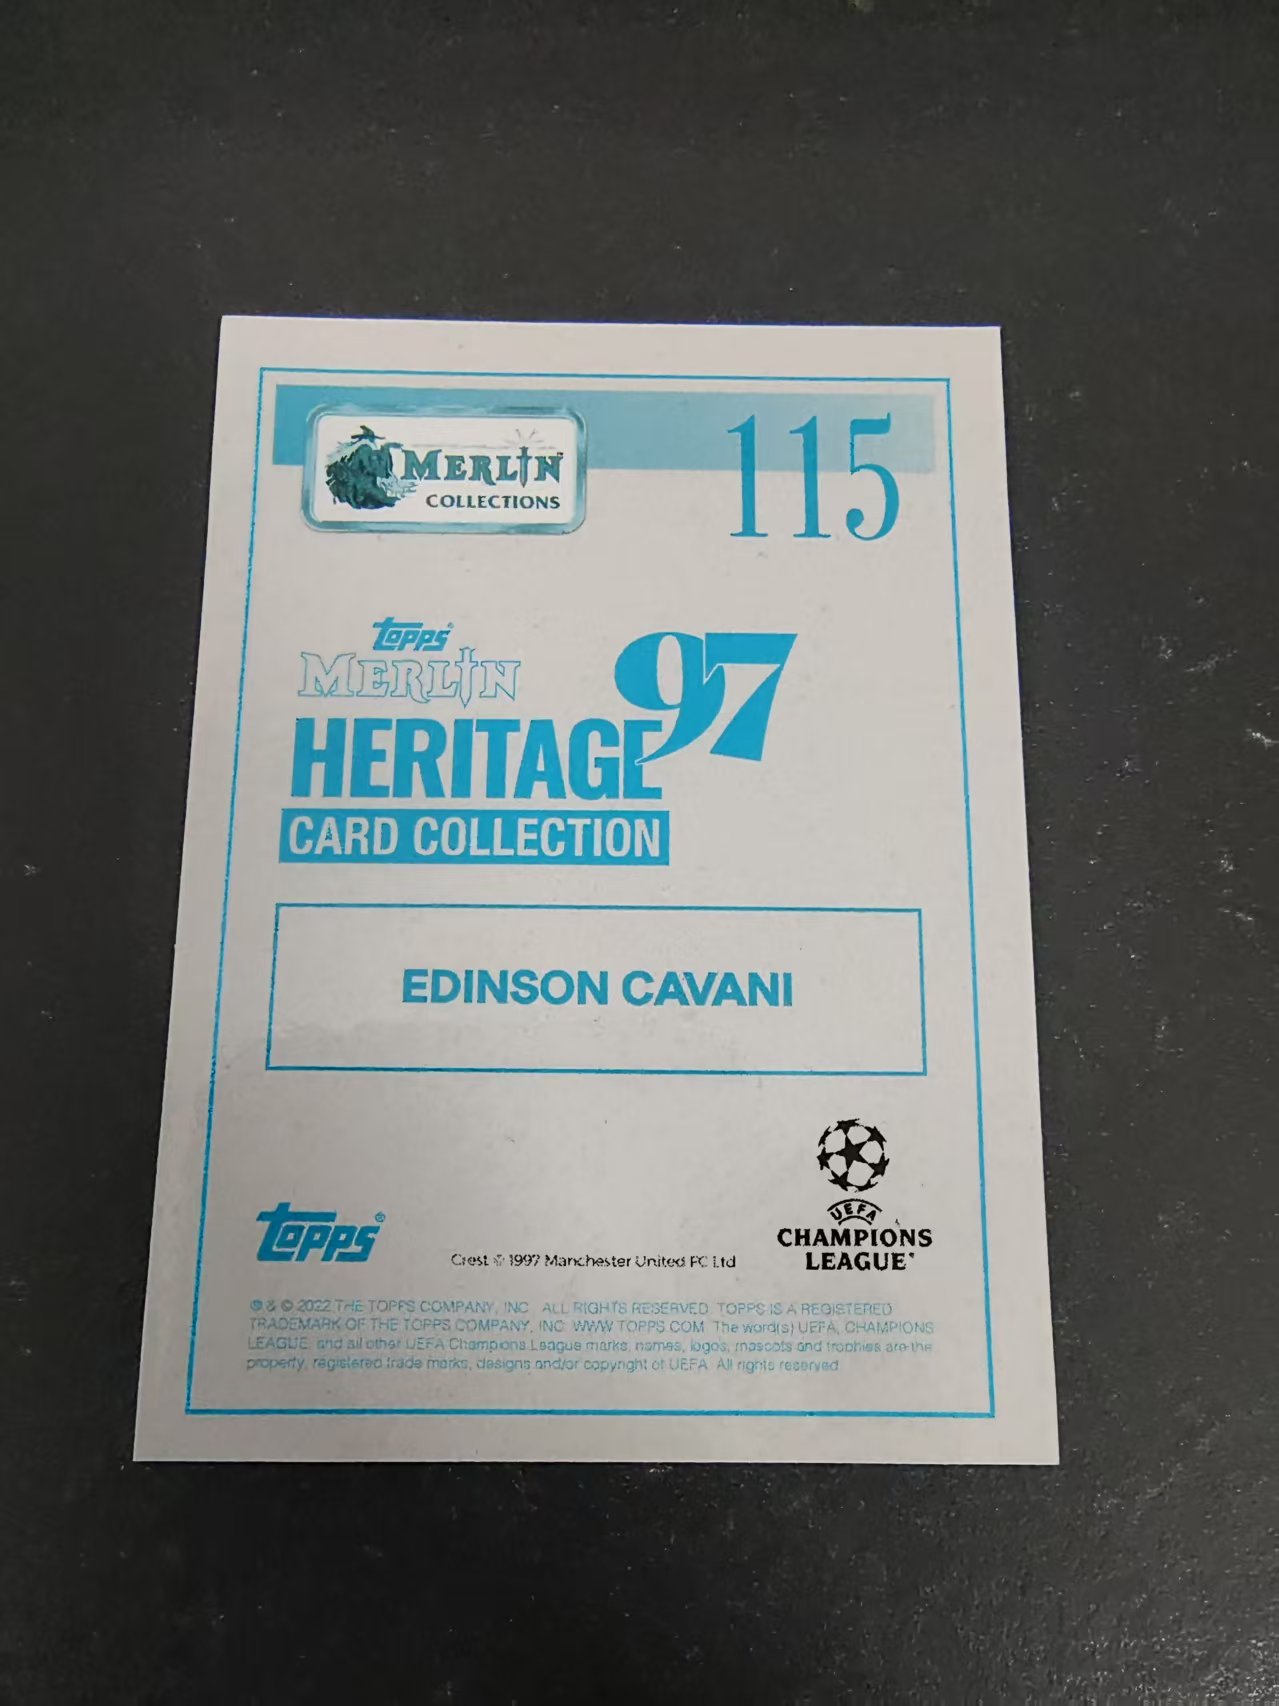 MERLIN
COLLECTIONS
115
Topps
MERLIN
HERITAGE 97
CARD COLLECTION
EDINSON CAVANI
Topps®
Crest © 1997 Manchester United FC Ltd
UEFA
CHAMPIONS
LEAGUE
® & © 2022 THE TOPPS COMPANY, INC. ALL RIGHTS RESERVED. TOPPS IS A REGISTERED
TRADEMARK OF THE TOPPS COMPANY, INC. WWW.TOPPS.COM. The word(s) UEFA, CHAMPIONS
LEAGUE, and all other UEFA Champions League marks, names, logos, mascots and trophies are the
property, registered trade marks, designs and/or copyright of UEFA. All rights reserved.